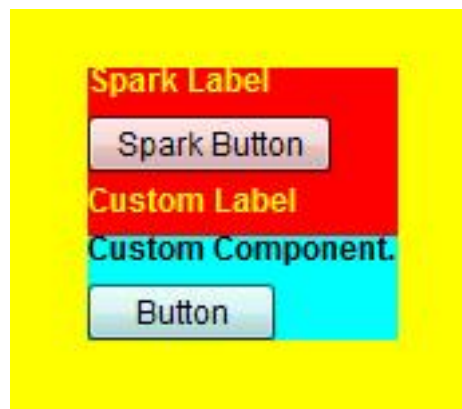 Spark Label
Spark Button
Custom Label
Custom Component.
Button